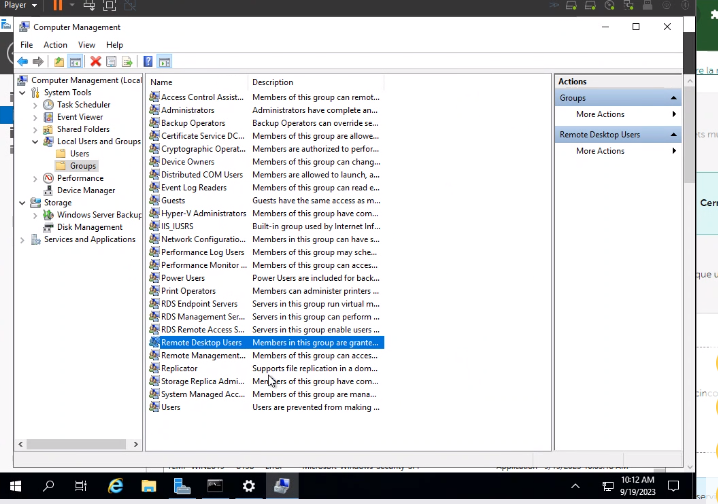 Player
Computer Management
File Action View Help
Computer Management (Local
System Tools
Task Scheduler
Event Viewer
Shared Folders
Local Users and Groups
Users
Groups
Performance
Device Manager
Storage
Windows Server Backup
Disk Management
Services and Applications
Name Description
Access Control Assist... Members of this group can remot...
Administrators Administrators have complete an...
Backup Operators Backup Operators can override se...
Certificate Service DC... Members of this group are allowe...
Cryptographic Operat... Members are authorized to perfor...
Device Owners Members of this group can chang...
Distributed COM Users Members are allowed to launch, a...
Event Log Readers Members of this group can read e...
Guests Guests have the same access as m...
Hyper-V Administrators Members of this group have com...
IIS_IUSRS Built-in group used by Internet Inf...
Network Configuratio... Members in this group can have s...
Performance Log Users Members of this group may sche...
Performance Monitor ... Members of this group can acces...
Power Users Power Users are included for back...
Print Operators Members can administer printers ...
RDS Endpoint Servers Servers in this group run virtual m...
RDS Management Ser... Servers in this group can perform ...
RDS Remote Access S... Servers in this group enable users ...
Remote Desktop Users Members in this group are grante...
Remote Management... Members of this group can acces...
Replicator Supports file replication in a dom...
Storage Replica Admi... Members of this group have com...
System Managed Acc... Members of this group are mana...
Users Users are prevented from making ...
Actions
Groups
More Actions
Remote Desktop Users
More Actions
Cerr
que u
10:12 AM
9/19/2023